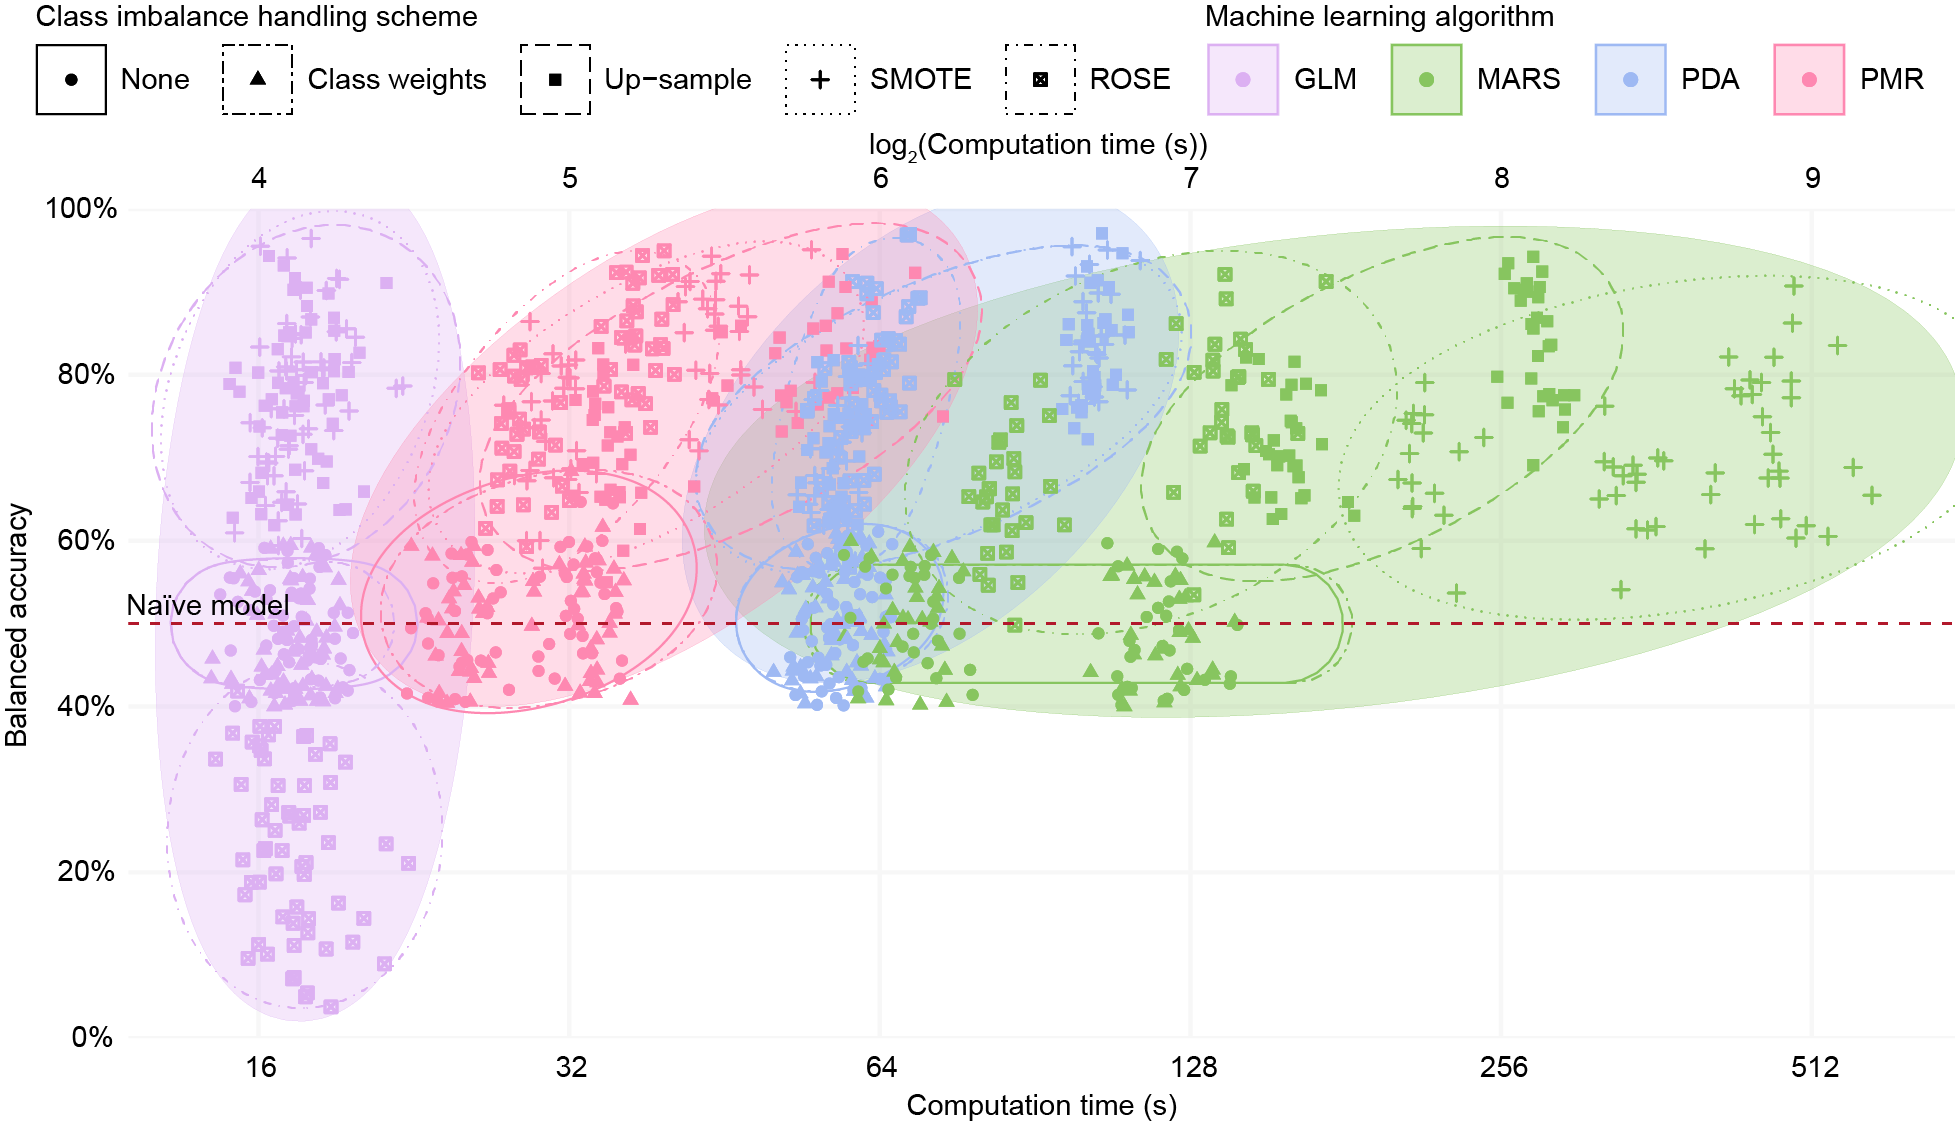 Class imbalance handling scheme
Machine learning algorithm
None Class weights Up−sample SMOTE ROSE GLM MARS PDA PMR
log2(Computation time (s))
4 5 6 7 8 9
100%
80%
60%
Naïve model
40%
20%
0%
Balanced accuracy
16 32 64 128 256 512
Computation time (s)